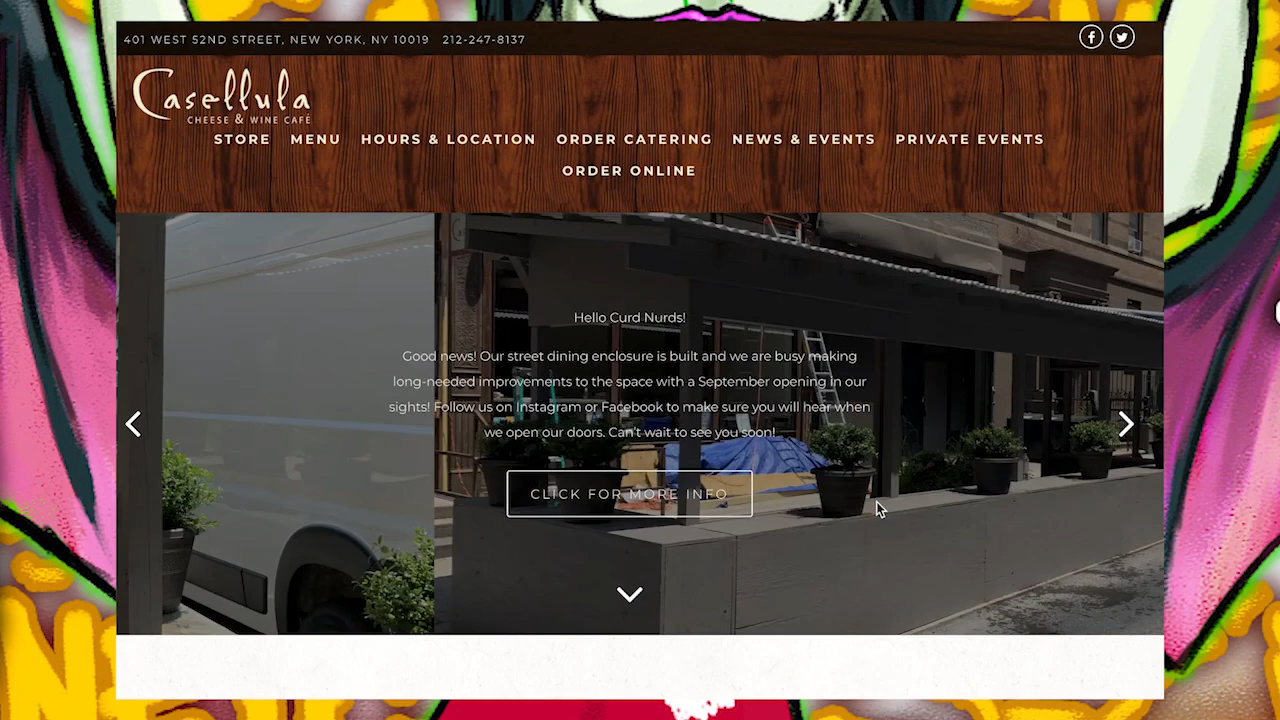 401 WEST 52ND STREET, NEW YORK, NY 10019 212-247-8137
Casellula
CHEESE & WINE CAFÉ
STORE MENU HOURS & LOCATION ORDER CATERING NEWS & EVENTS PRIVATE EVENTS
ORDER ONLINE
Hello Curd Nurds!
Good news! Our street dining enclosure is built and we are busy making
long-needed improvements to the space with a September opening in our
sights! Follow us on Instagram or Facebook to make sure you will hear when
we open our doors. Can't wait to see you soon!
CLICK FOR MORE INFO